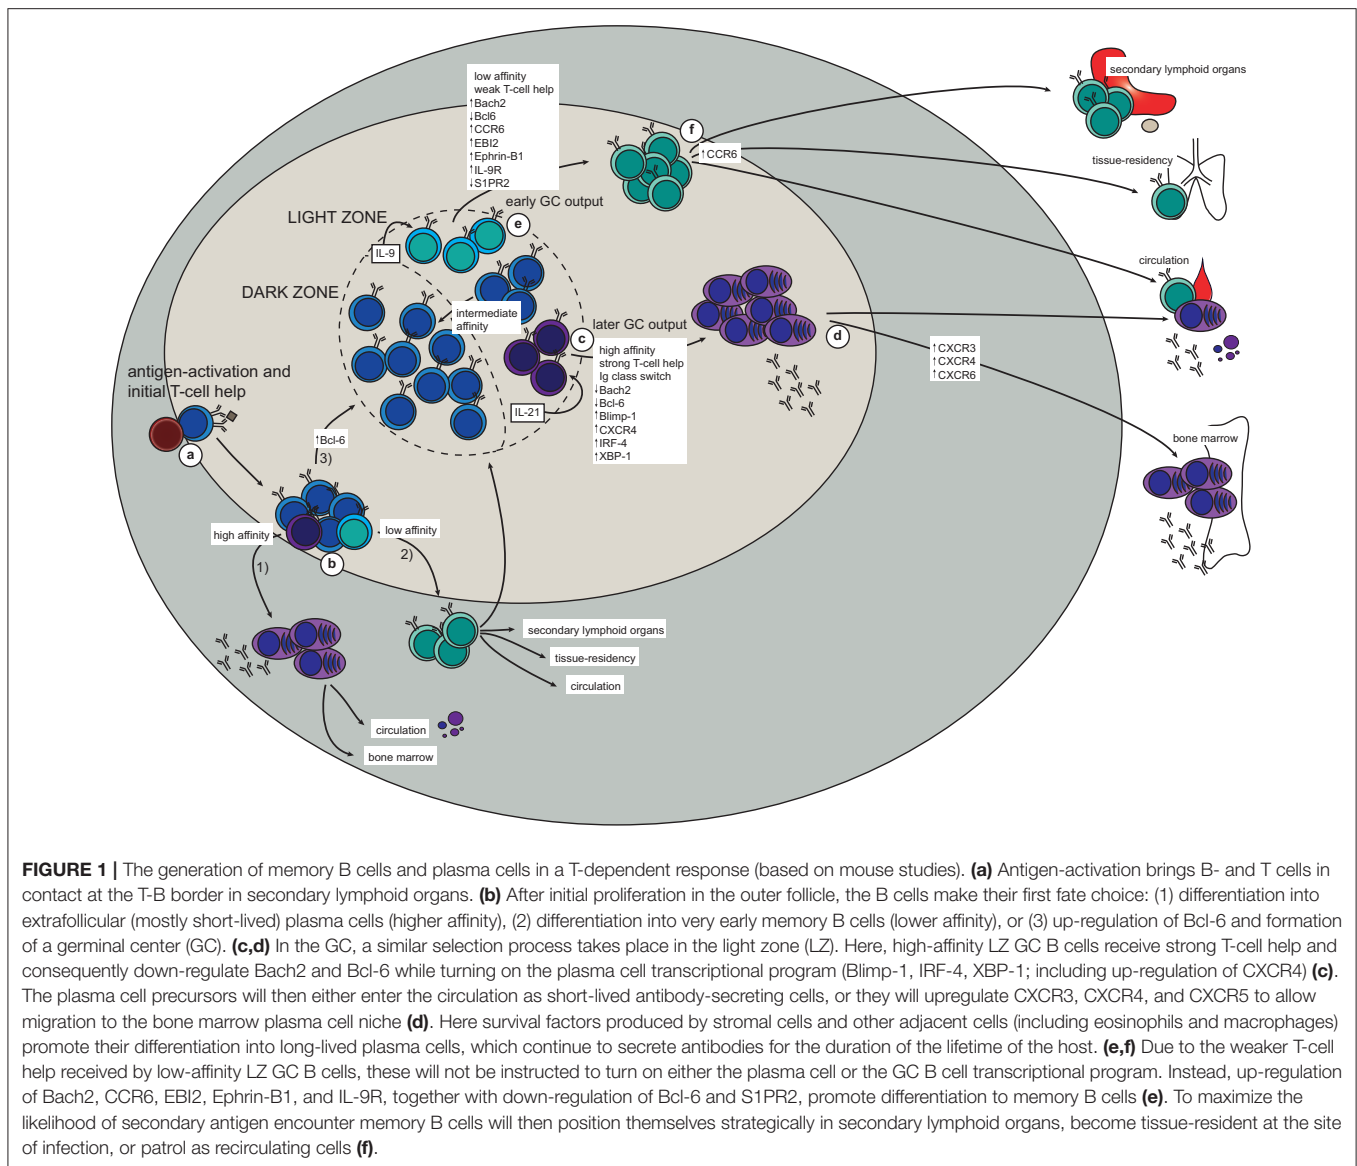 low affinity
weak T-cell help
↑Bach2
↓Bcl6
↑CCR6
↑EBI2
↑Ephrin-B1
↑IL-9R
↓S1PR2
secondary lymphoid organs
f
↑CCR6
tissue-residency
early GC output
LIGHT ZONE
e
IL-9
circulation
DARK ZONE
intermediate
affinity
later GC output
c
d
high affinity
strong T-cell help
Ig class switch
↓Bach2
↓Bcl-6
↑Blimp-1
↑CXCR4
↑IRF-4
↑XBP-1
↑CXCR3
↑CXCR4
↑CXCR6
IL-21
antigen-activation and
initial T-cell help
a
↑Bcl-6
3)
bone marrow
high affinity
low affinity
1)
2)
b
secondary lymphoid organs
tissue-residency
circulation
circulation
bone marrow
FIGURE 1 | The generation of memory B cells and plasma cells in a T-dependent response (based on mouse studies). (a) Antigen-activation brings B- and T cells in
contact at the T-B border in secondary lymphoid organs. (b) After initial proliferation in the outer follicle, the B cells make their first fate choice: (1) differentiation into
extrafollicular (mostly short-lived) plasma cells (higher affinity), (2) differentiation into very early memory B cells (lower affinity), or (3) up-regulation of Bcl-6 and formation
of a germinal center (GC). (c,d) In the GC, a similar selection process takes place in the light zone (LZ). Here, high-affinity LZ GC B cells receive strong T-cell help and
consequently down-regulate Bach2 and Bcl-6 while turning on the plasma cell transcriptional program (Blimp-1, IRF-4, XBP-1; including up-regulation of CXCR4) (c).
The plasma cell precursors will then either enter the circulation as short-lived antibody-secreting cells, or they will upregulate CXCR3, CXCR4, and CXCR5 to allow
migration to the bone marrow plasma cell niche (d). Here survival factors produced by stromal cells and other adjacent cells (including eosinophils and macrophages)
promote their differentiation into long-lived plasma cells, which continue to secrete antibodies for the duration of the lifetime of the host. (e,f) Due to the weaker T-cell
help received by low-affinity LZ GC B cells, these will not be instructed to turn on either the plasma cell or the GC B cell transcriptional program. Instead, up-regulation
of Bach2, CCR6, EBI2, Ephrin-B1, and IL-9R, together with down-regulation of Bcl-6 and S1PR2, promote differentiation to memory B cells (e). To maximize the
likelihood of secondary antigen encounter memory B cells will then position themselves strategically in secondary lymphoid organs, become tissue-resident at the site
of infection, or patrol as recirculating cells (f).